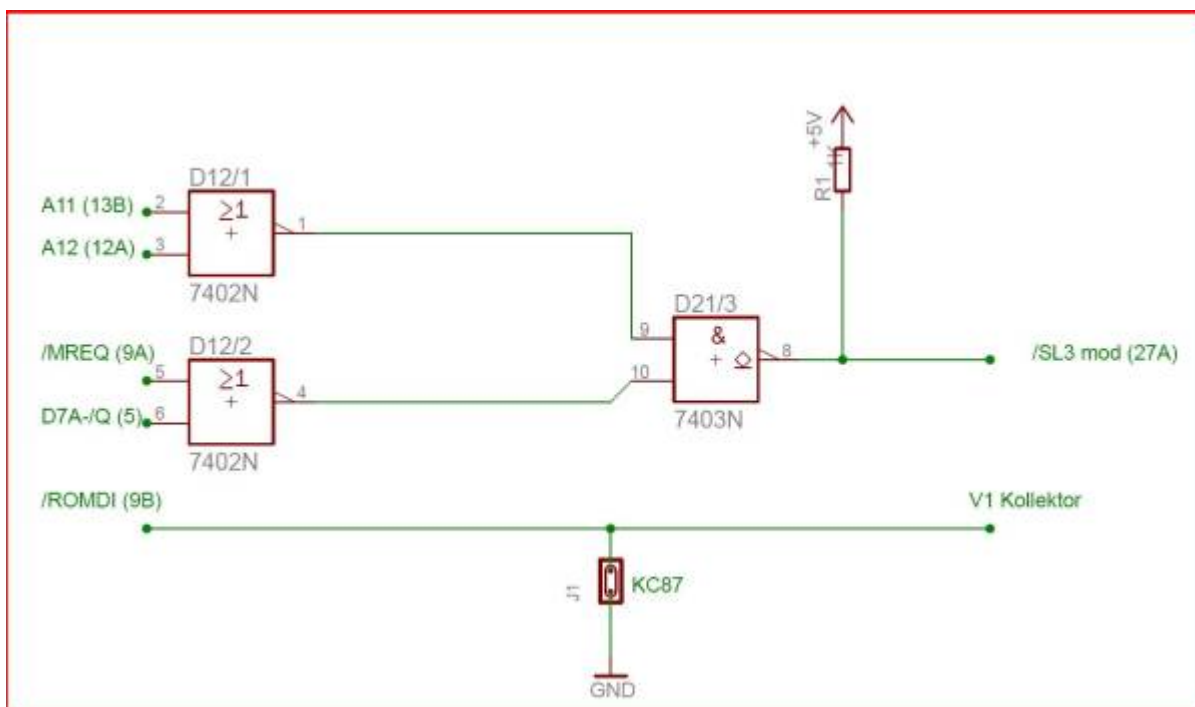 +5V
R1 1K
D12/1
A11 (13B) 2
≥1
+
1
A12 (12A) 3
7402N
D21/3
9
&
+
8
/SL3 mod (27A)
10
7403N
/MREQ (9A)
D12/2
5
≥1
+
4
D7A-/Q (5) 6
7402N
/ROMDI (9B)
V1 Kollektor
J1
KC87
GND